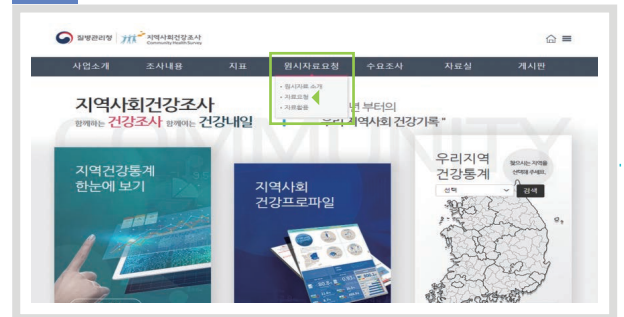 질병관리청 지역사회건강조사
Community Health Survey
사업소개 조사내용 지표 원시자료요청 수요조사 자료실 게시판
• 원시자료 소개
• 자료요청
• 자료활용
지역사회건강조사
함께하는 건강조사 함께여는 건강내일
년 부터의
우리 지역사회 건강기록 "
COMMUNITY
지역건강통계
한눈에 보기
지역사회
건강프로파일
우리지역
건강통계
찾으시는 지역을
선택해 주세요.
선택 검색